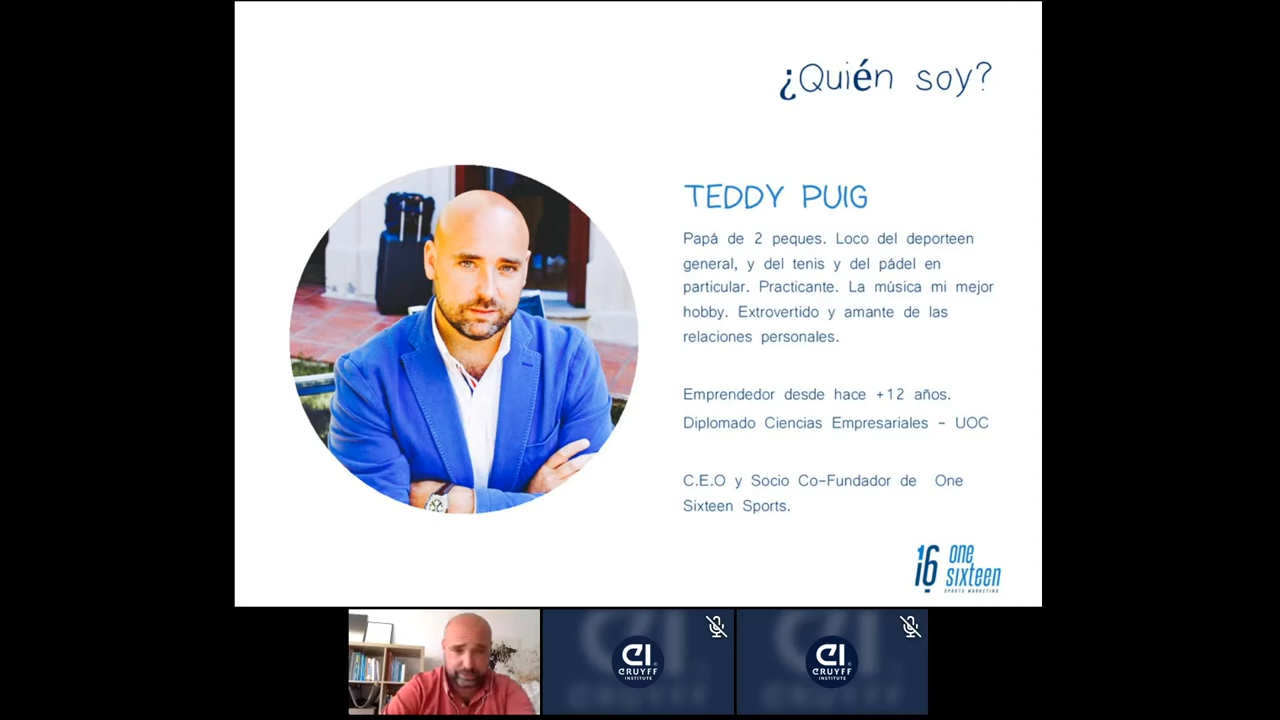 ¿Quién soy?
TEDDY PUIG
Papá de 2 peques. Loco del deporteen
general, y del tenis y del pádel en
particular. Practicante. La música mi mejor
hobby. Extrovertido y amante de las
relaciones personales.
Emprendedor desde hace +12 años.
Diplomado Ciencias Empresariales - UOC
C.E.O y Socio Co-Fundador de One
Sixteen Sports.
16 one
sixteen
SPORTS MARKETING
CRUYFF
INSTITUTE
CRUYFF
INSTITUTE